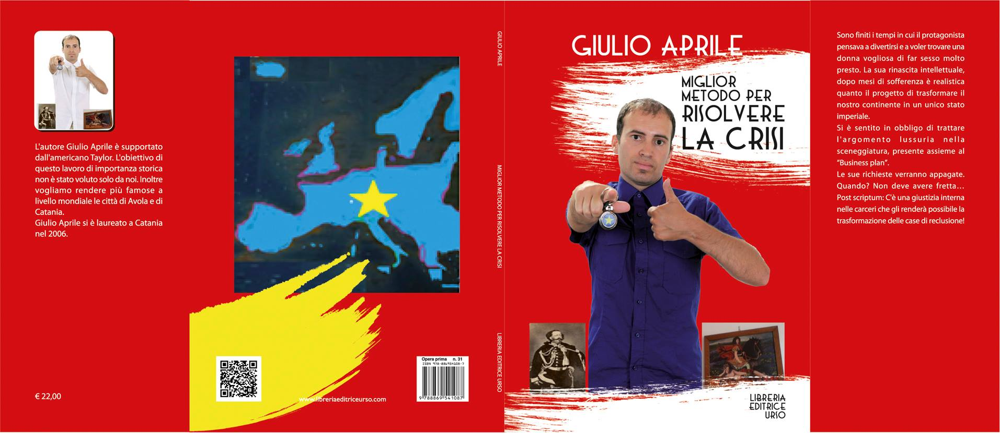 L'autore Giulio Aprile è supportato
dall'americano Taylor. L'obiettivo di
questo lavoro di importanza storica
non è stato voluto solo da noi. Inoltre
vogliamo rendere più famose a
livello mondiale le città di Avola e di
Catania.
Giulio Aprile si è laureato a Catania
nel 2006.
€ 22,00
www.libreriaeditriceurso.com
Opera prima n. 31
ISBN 978-886954108-7
9 788869 541087
GIULIO APRILE
MIGLIOR METODO PER RISOLVERE LA CRISI
LIBRERIA EDITRICE URSO
GIULIO APRILE
MIGLIOR
METODO PER
RISOLVERE
LA CRISI
LIBRERIA
EDITRICE
URSO
Sono finiti i tempi in cui il protagonista
pensava a divertirsi e a voler trovare una
donna vogliosa di far sesso molto
presto. La sua rinascita intellettuale,
dopo mesi di sofferenza è realistica
quanto il progetto di trasformare il
nostro continente in un unico stato
imperiale.
Si è sentito in obbligo di trattare
l'argomento lussuria nella
sceneggiatura, presente assieme al
“Business plan”.
Le sue richieste verranno appagate.
Quando? Non deve avere fretta…
Post scriptum: C'è una giustizia interna
nelle carceri che gli renderà possibile la
trasformazione delle case di reclusione!